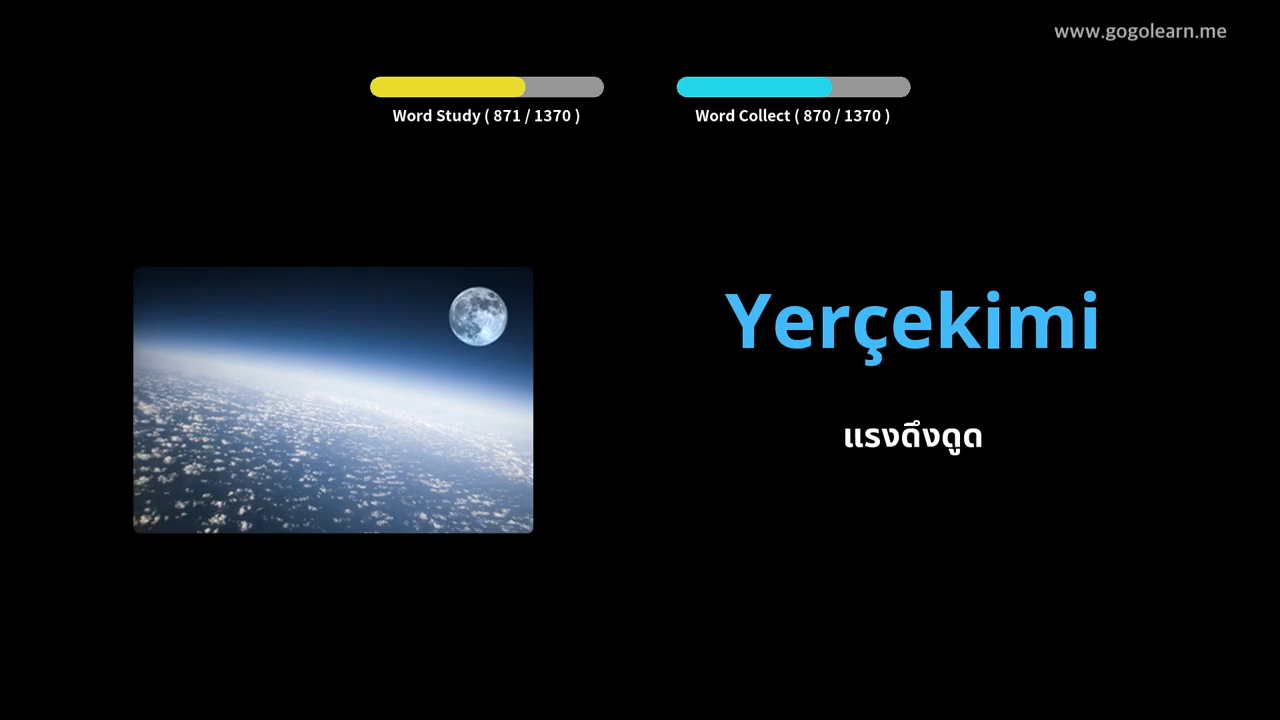 www.gogolearn.me
Word Study ( 871 / 1370 )
Word Collect ( 870 / 1370 )
Yerçekimi
แรงดึงดูด